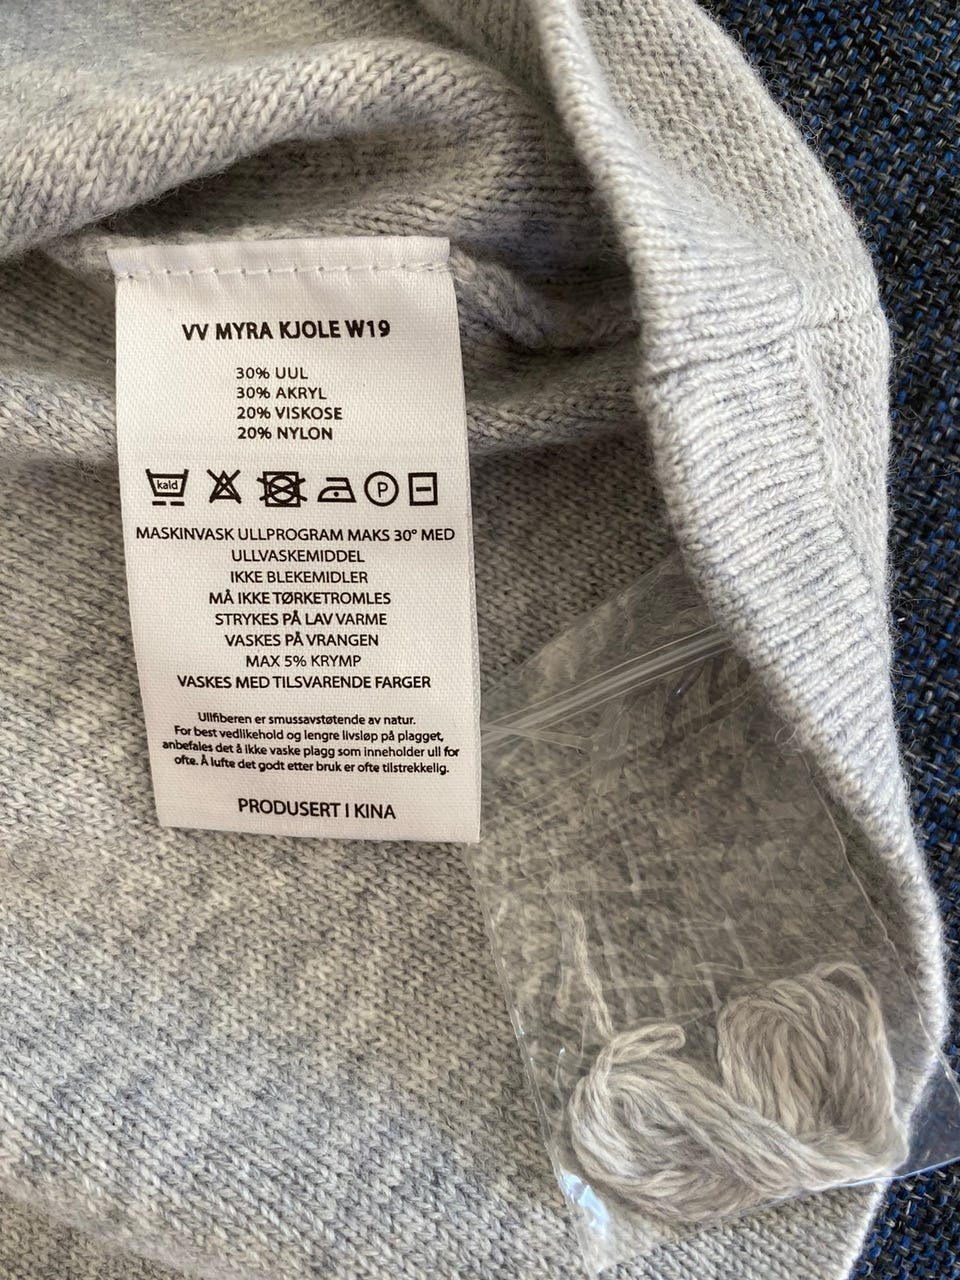 VV MYRA KJOLE W19
30% UUL
30% AKRYL
20% VISKOSE
20% NYLON
kald
P
MASKINVASK ULLPROGRAM MAKS 30° MED
ULLVASKEMIDDEL
IKKE BLEKEMIDLER
MÅ IKKE TØRKETROMLES
STRYKES PÅ LAV VARME
VASKES PÅ VRANGEN
MAX 5% KRYMP
VASKES MED TILSVARENDE FARGER
Ullfiberen er smussavstøtende av natur.
For best vedlikehold og lengre livsløp på plagget,
anbefales det å ikke vaske plagg som inneholder ull for
ofte. Å lufte det godt etter bruk er ofte tilstrekkelig.
PRODUSERT I KINA